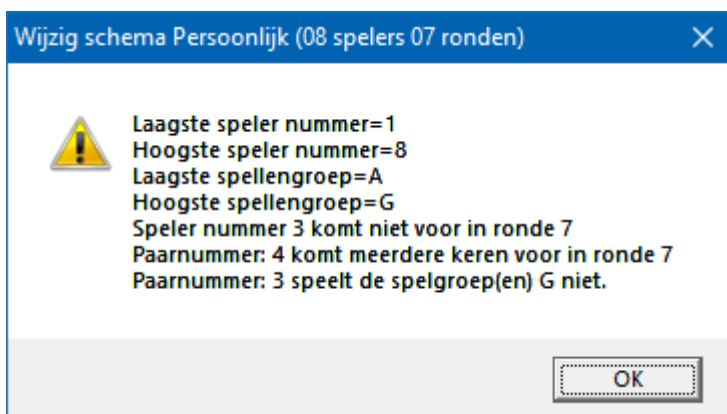 Wijzig schema Persoonlijk (08 spelers 07 ronden)
Laagste speler nummer=1
Hoogste speler nummer=8
Laagste spellengroep=A
Hoogste spellengroep=G
Speler nummer 3 komt niet voor in ronde 7
Paarnummer: 4 komt meerdere keren voor in ronde 7
Paarnummer: 3 speelt de spelgroep(en) G niet.
OK